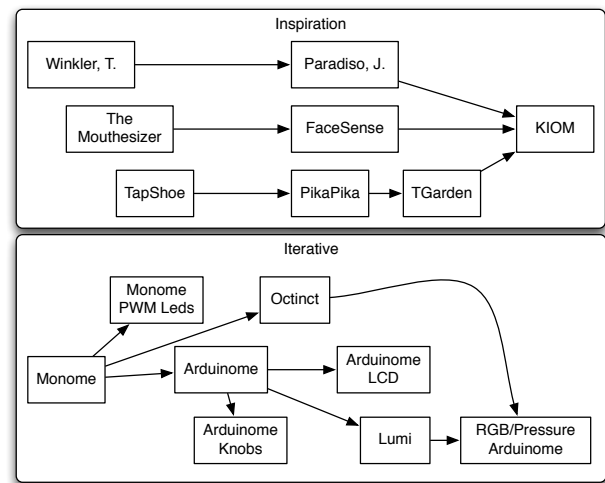 Inspiration
Winkler, T.
Paradiso, J.
The
Mouthesizer
FaceSense
KIOM
TapShoe
PikaPika
TGarden
Iterative
Monome
PWM Leds
Octinct
Monome
Arduinome
Arduinome
LCD
Arduinome
Knobs
Lumi
RGB/Pressure
Arduinome